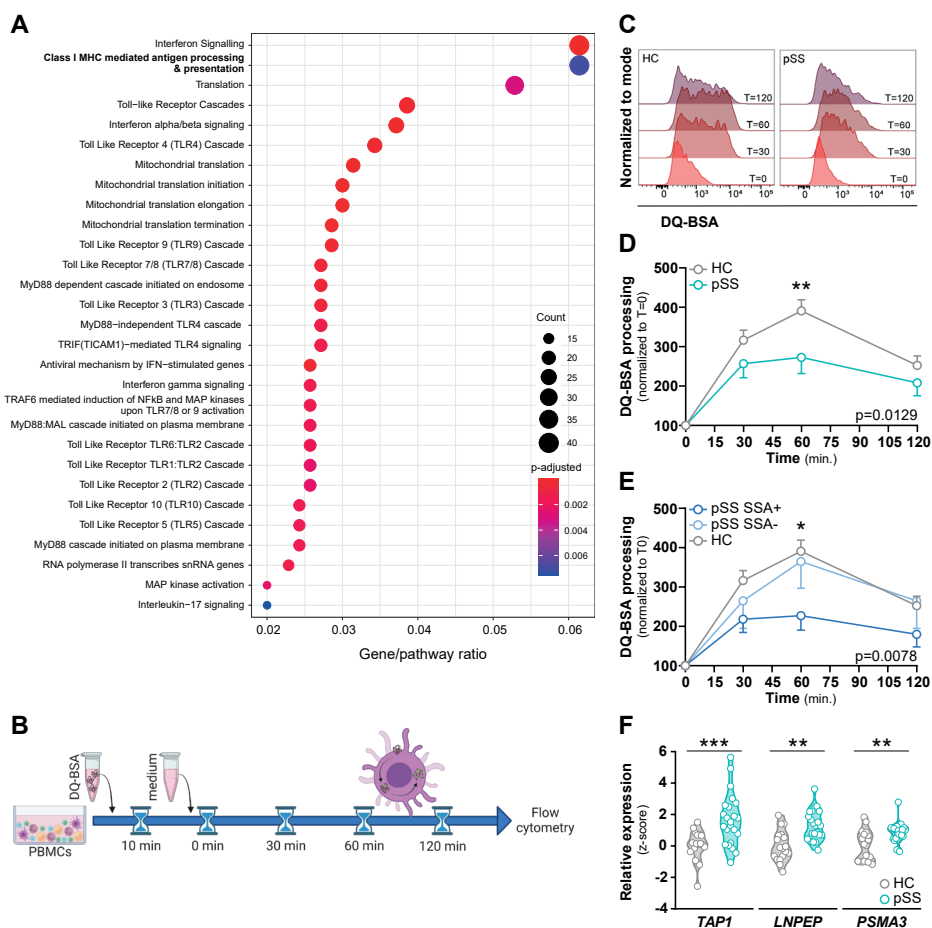 A
Interferon Signalling
Class I MHC mediated antigen processing
& presentation
Translation
Toll−like Receptor Cascades
Interferon alpha/beta signaling
Toll Like Receptor 4 (TLR4) Cascade
Mitochondrial translation
Mitochondrial translation initiation
Mitochondrial translation elongation
Mitochondrial translation termination
Toll Like Receptor 9 (TLR9) Cascade
Toll Like Receptor 7/8 (TLR7/8) Cascade
MyD88 dependent cascade initiated on endosome
Toll Like Receptor 3 (TLR3) Cascade
MyD88−independent TLR4 cascade
TRIF(TICAM1)−mediated TLR4 signaling
Antiviral mechanism by IFN−stimulated genes
Interferon gamma signaling
TRAF6 mediated induction of NFkB and MAP kinases
upon TLR7/8 or 9 activation
MyD88:MAL cascade initiated on plasma membrane
Toll Like Receptor TLR6:TLR2 Cascade
Toll Like Receptor TLR1:TLR2 Cascade
Toll Like Receptor 2 (TLR2) Cascade
Toll Like Receptor 10 (TLR10) Cascade
Toll Like Receptor 5 (TLR5) Cascade
MyD88 cascade initiated on plasma membrane
RNA polymerase II transcribes snRNA genes
MAP kinase activation
Interleukin−17 signaling
0.02 0.03 0.04 0.05 0.06
Gene/pathway ratio
Count
15
20
25
30
35
40
p-adjusted
0.002
0.004
0.006
B
DQ-BSA
medium
PBMCs
10 min 0 min 30 min 60 min 120 min
Flow
cytometry
C
Normalized to mode
HC
T=120
T=60
T=30
T=0
0 10³ 10⁴ 10⁵
pSS
T=120
T=60
T=30
T=0
0 10³ 10⁴ 10⁵
DQ-BSA
D
DQ-BSA processing
(normalized to T=0)
500
400
300
200
100
HC
pSS
**
p=0.0129
0 15 30 45 60 75 90 105 120
Time (min.)
E
DQ-BSA processing
(normalized to T0)
500
400
300
200
100
pSS SSA+
pSS SSA-
HC
*
p=0.0078
0 15 30 45 60 75 90 105 120
Time (min.)
F
Relative expression
(z-score)
6
4
2
0
-2
-4
*** ** **
HC
pSS
TAP1 LNPEP PSMA3